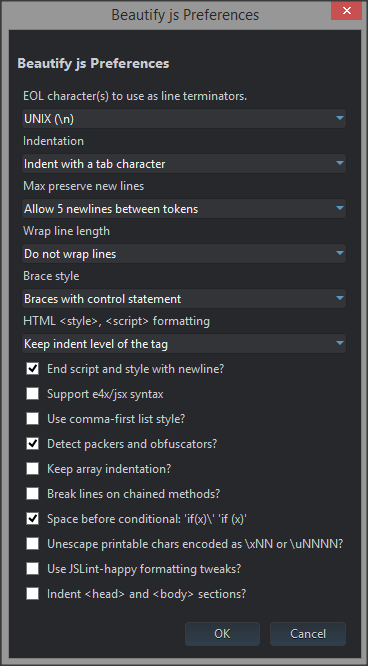 Beautify js Preferences
Beautify js Preferences
EOL character(s) to use as line terminators.
UNIX (\n)
Indentation
Indent with a tab character
Max preserve new lines
Allow 5 newlines between tokens
Wrap line length
Do not wrap lines
Brace style
Braces with control statement
HTML <style>, <script> formatting
Keep indent level of the tag
End script and style with newline?
Support e4x/jsx syntax
Use comma-first list style?
Detect packers and obfuscators?
Keep array indentation?
Break lines on chained methods?
Space before conditional: 'if(x)\' 'if (x)'
Unescape printable chars encoded as \xNN or \uNNNN?
Use JSLint-happy formatting tweaks?
Indent <head> and <body> sections?
OK Cancel